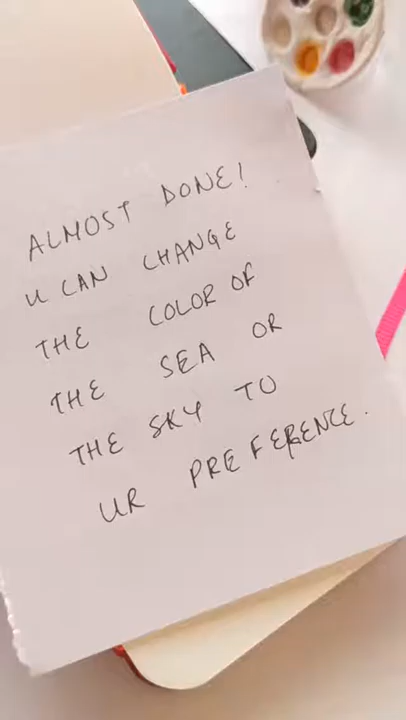 ALMOST DONE!
U CAN CHANGE
THE COLOR OF
THE SEA OR
THE SKY TO
UR PREFERENCE.